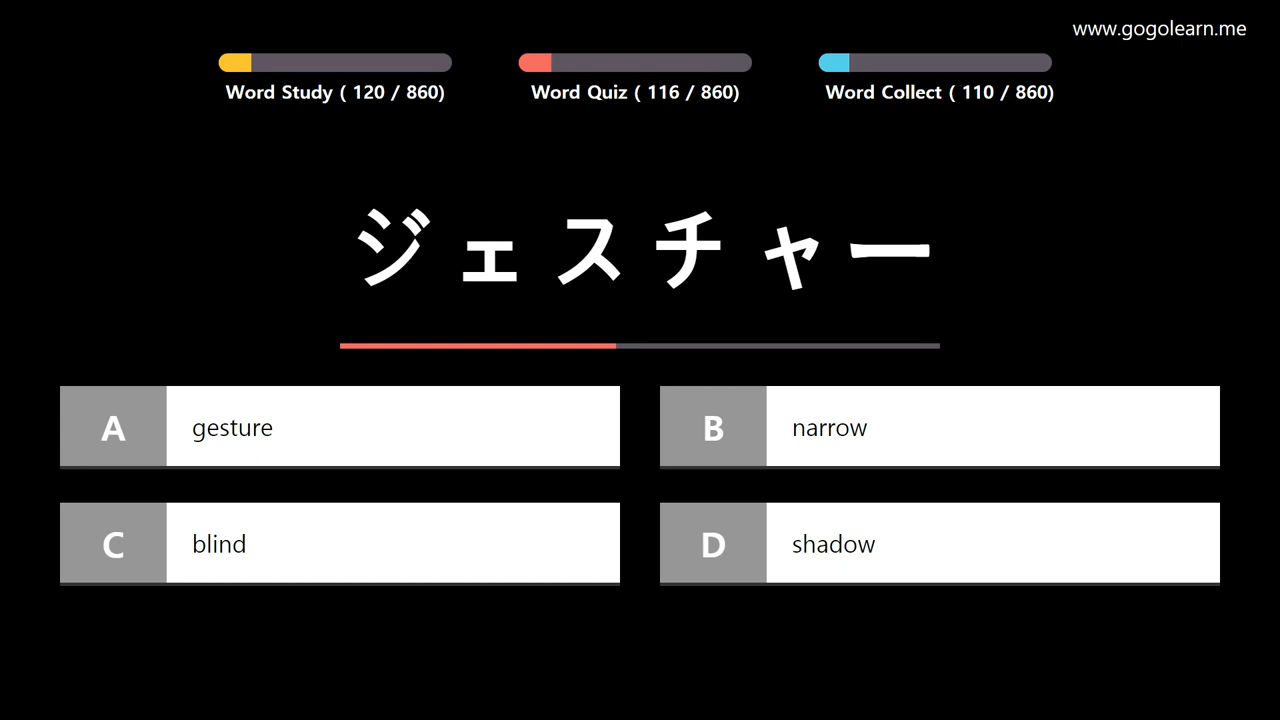 www.gogolearn.me
Word Study ( 120 / 860)
Word Quiz ( 116 / 860)
Word Collect ( 110 / 860)
ジェスチャー
A gesture
B narrow
C blind
D shadow